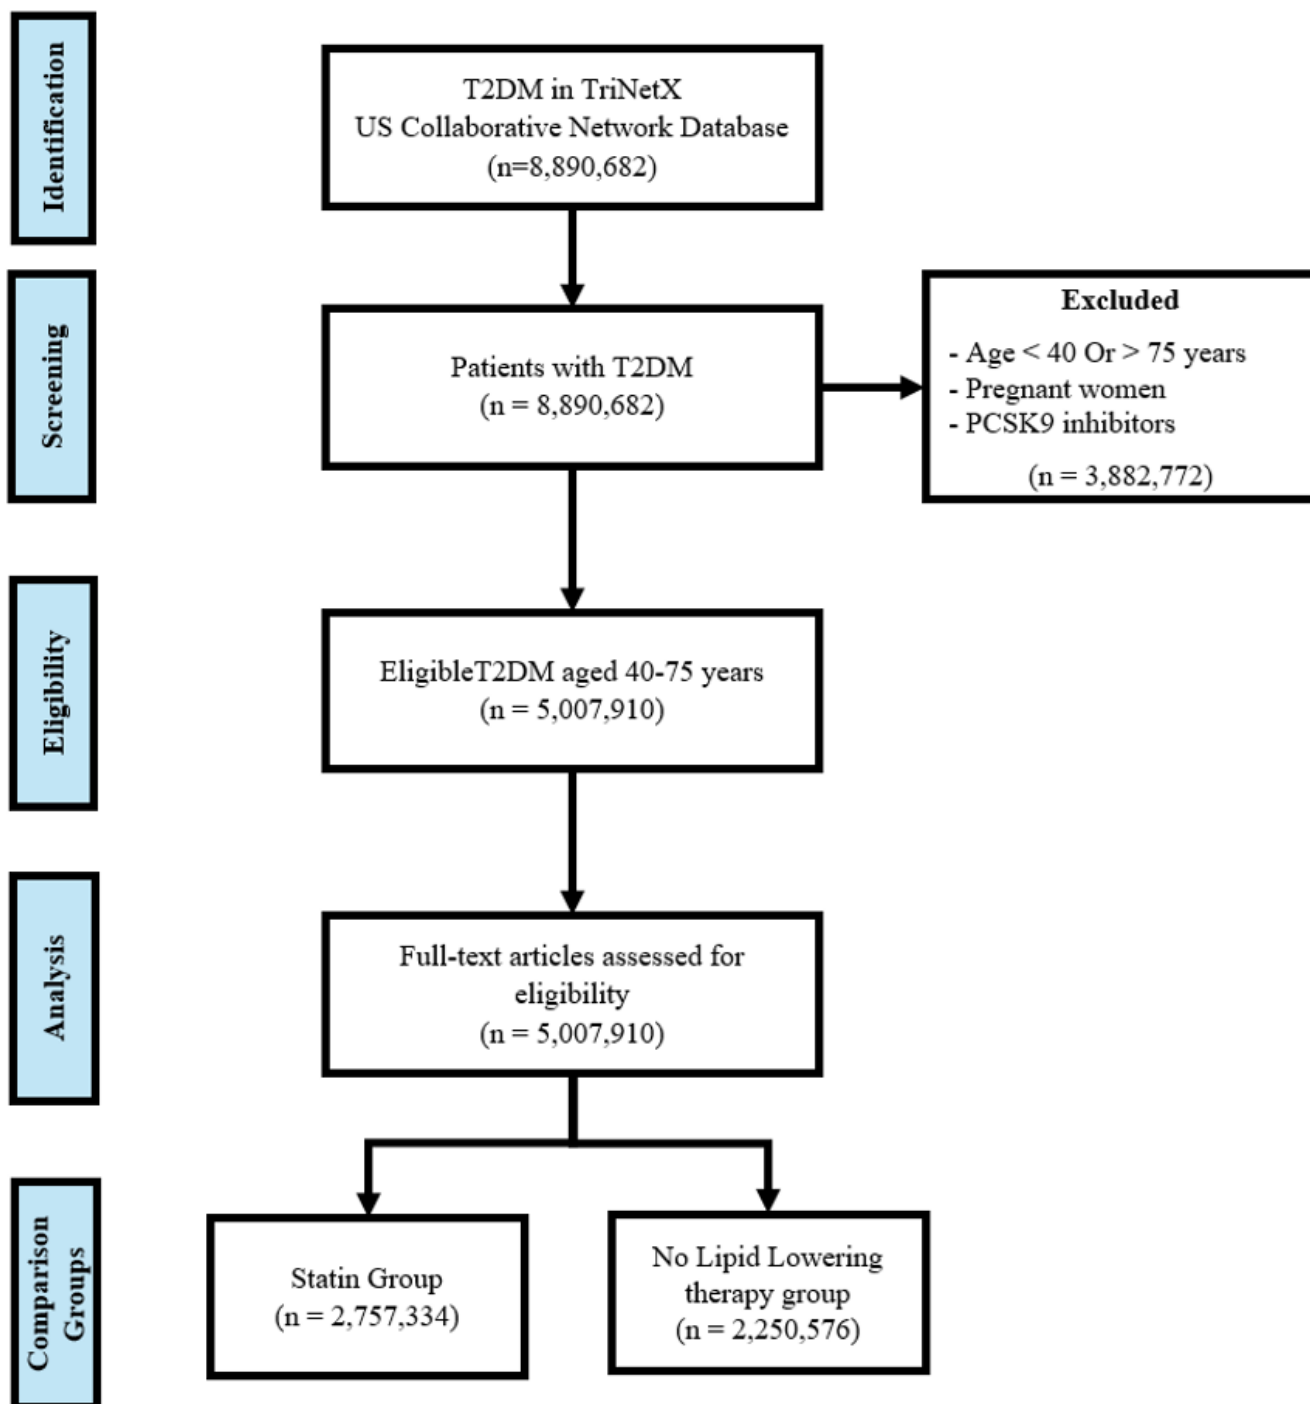 Identification
T2DM in TriNetX
US Collaborative Network Database
(n=8,890,682)
Screening
Patients with T2DM
(n = 8,890,682)
Excluded
- Age < 40 Or > 75 years
- Pregnant women
- PCSK9 inhibitors
(n = 3,882,772)
Eligibility
EligibleT2DM aged 40-75 years
(n = 5,007,910)
Analysis
Full-text articles assessed for
eligibility
(n = 5,007,910)
Comparison
Groups
Statin Group
(n = 2,757,334)
No Lipid Lowering
therapy group
(n = 2,250,576)